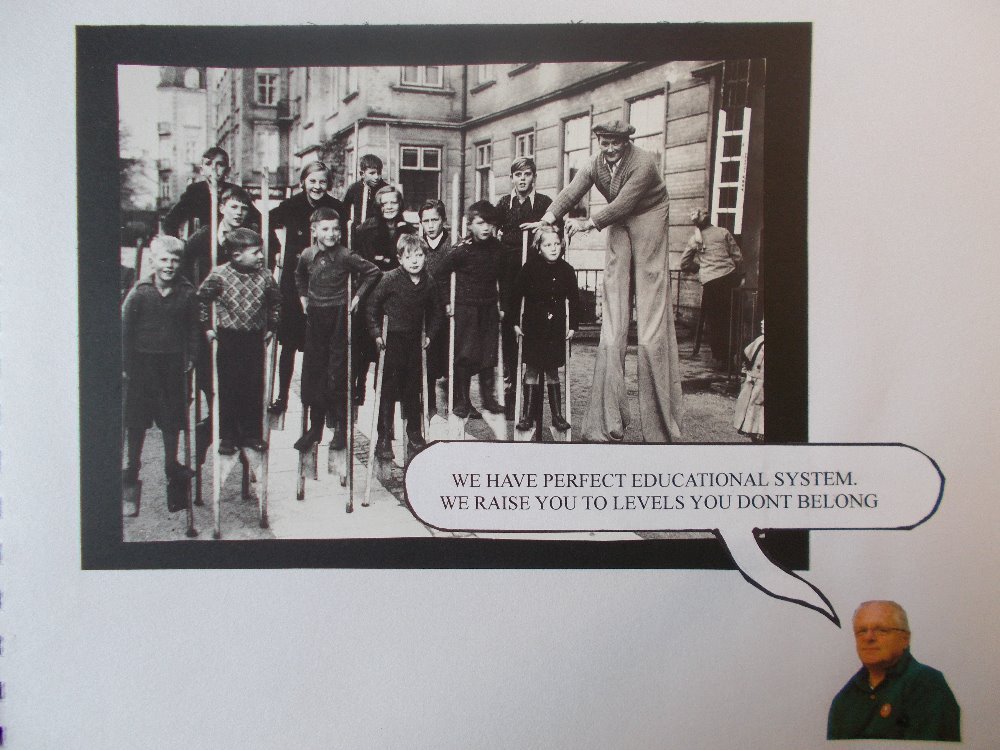 WE HAVE PERFECT EDUCATIONAL SYSTEM.
WE RAISE YOU TO LEVELS YOU DONT BELONG